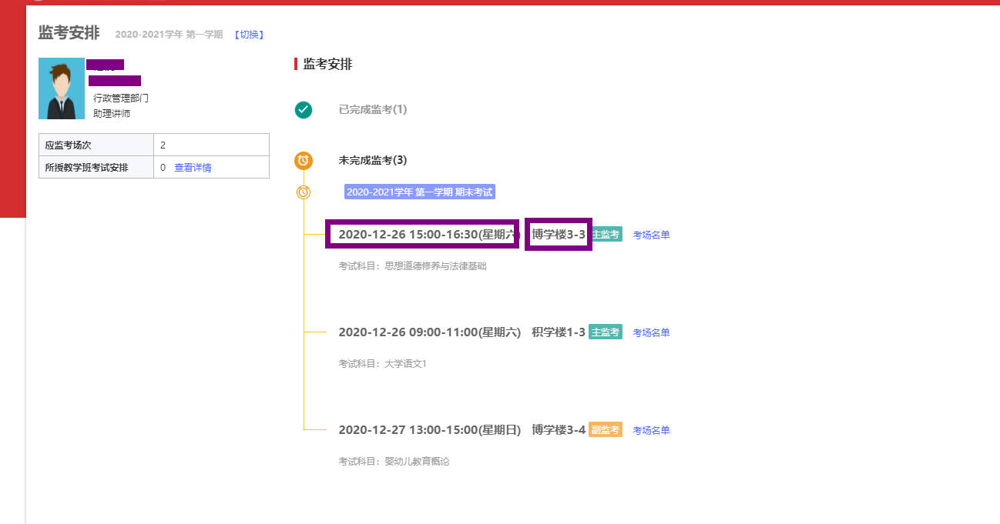 监考安排 2020-2021学年 第一学期 【切换】
行政管理部门
助理讲师
应监考场次 2
所授教学班考试安排 0 查看详情
监考安排
已完成监考(1)
未完成监考(3)
2020-2021学年 第一学期 期末考试
2020-12-26 15:00-16:30(星期六) 博学楼3-3 主监考 考场名单
考试科目：思想道德修养与法律基础
2020-12-26 09:00-11:00(星期六) 积学楼1-3 主监考 考场名单
考试科目：大学语文1
2020-12-27 13:00-15:00(星期日) 博学楼3-4 副监考 考场名单
考试科目：婴幼儿教育概论